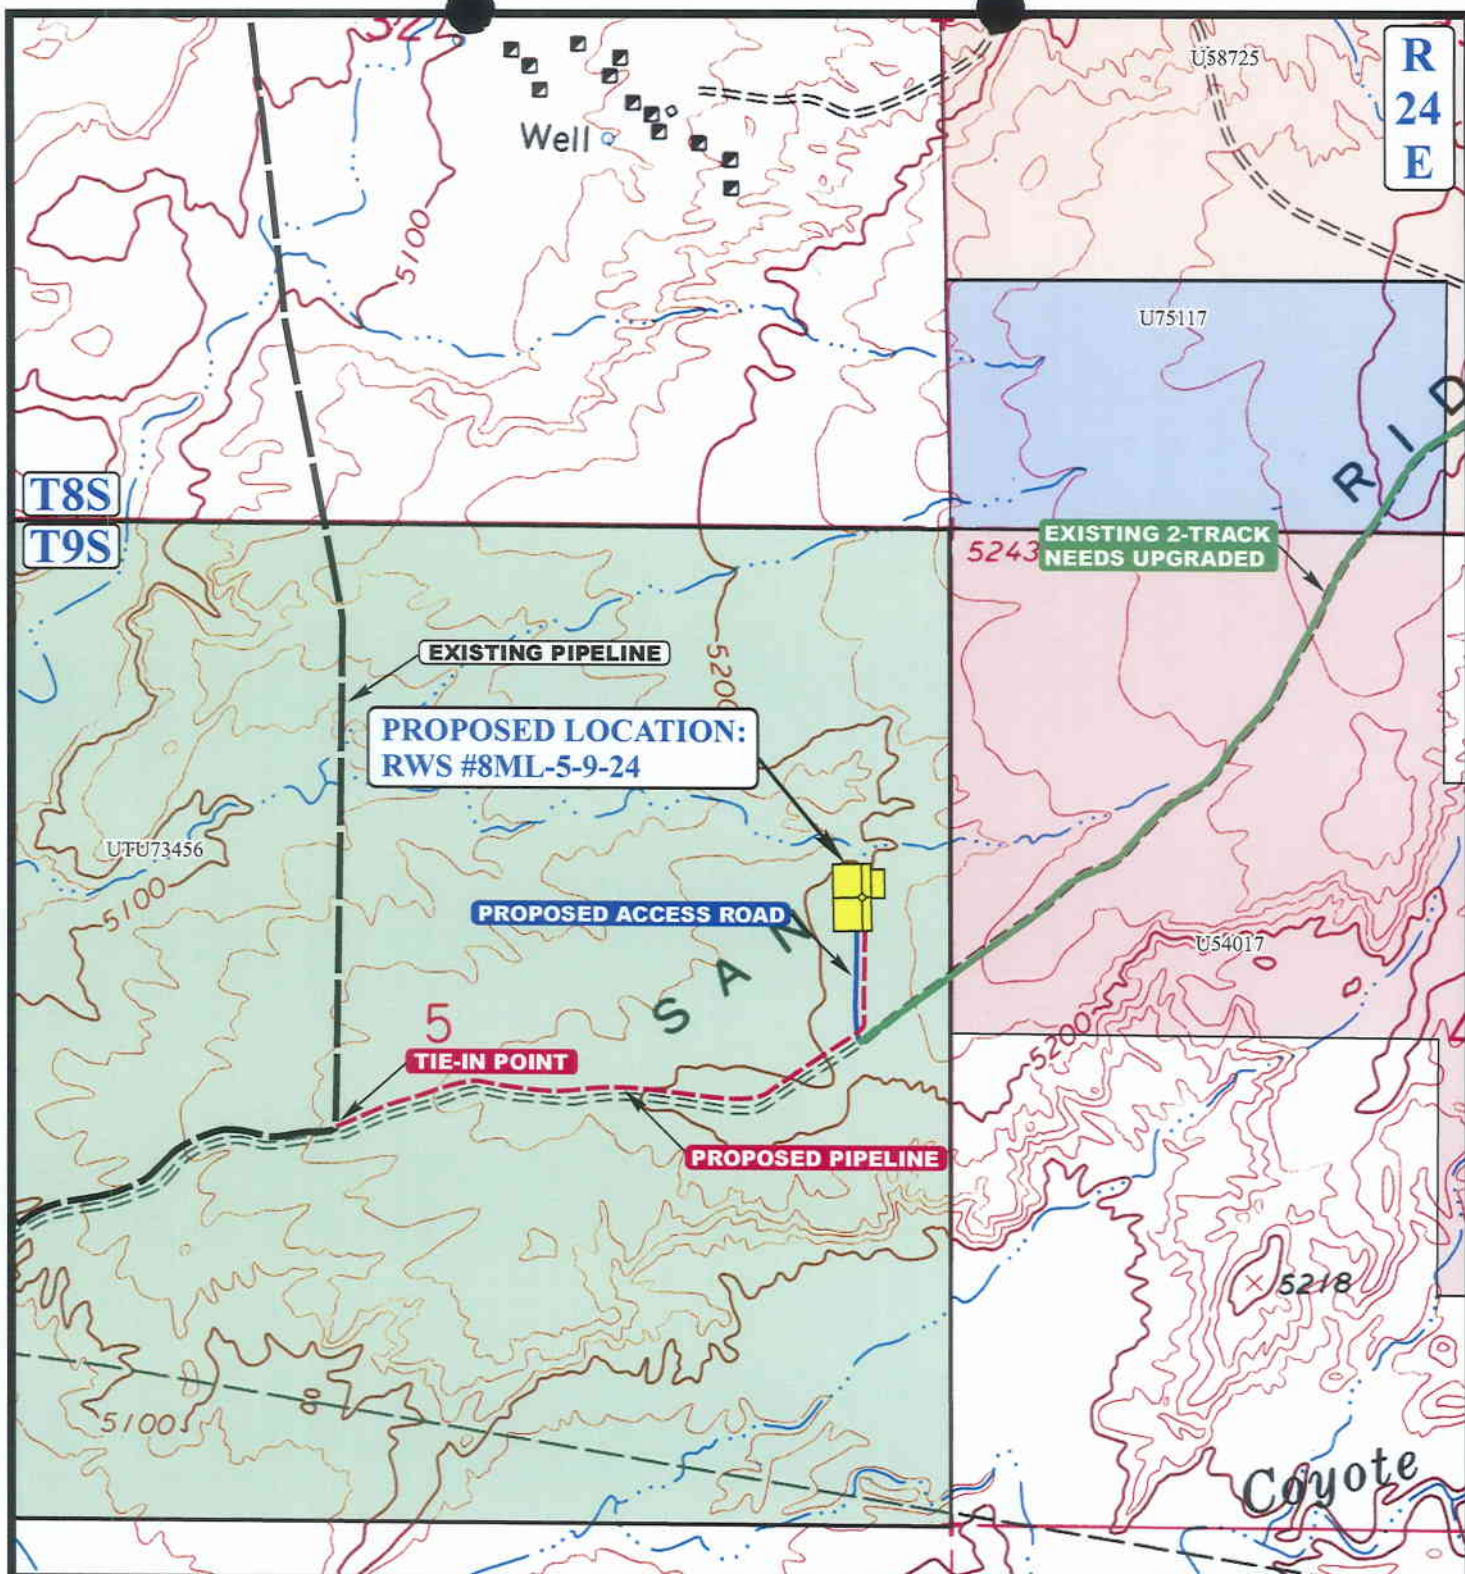 32
U58725
R
24
E
Well
5100
U75117
R I D
T8S
T9S
5243
EXISTING 2-TRACK
NEEDS UPGRADED
EXISTING PIPELINE
5200
PROPOSED LOCATION:
RWS #8ML-5-9-24
UTU73456
5100
PROPOSED ACCESS ROAD
S A N
U54017
5
TIE-IN POINT
5200
PROPOSED PIPELINE
5218
5100
Coyote